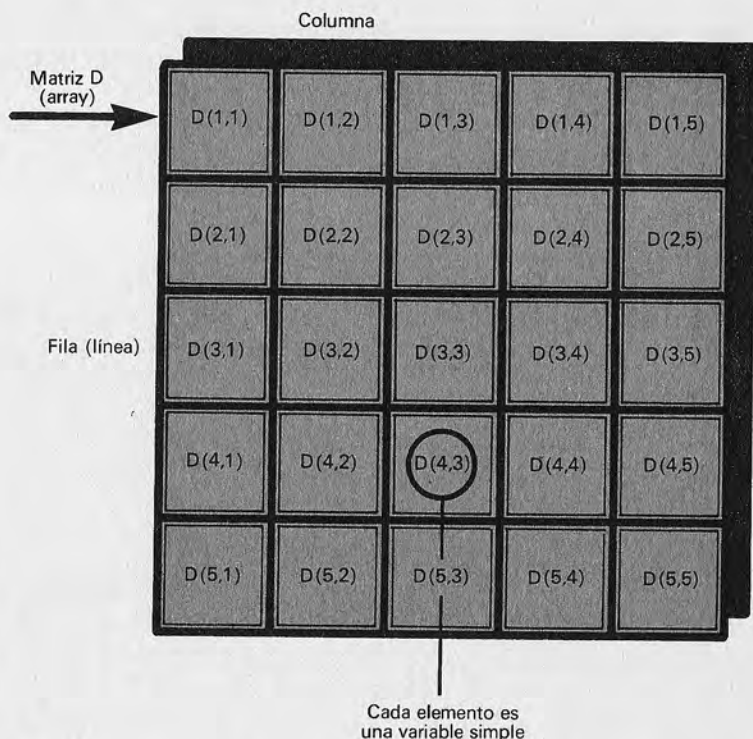 Columna
Matriz D
(array)
D(1,1) D(1,2) D(1,3) D(1,4) D(1,5)
D(2,1) D(2,2) D(2,3) D(2,4) D(2,5)
Fila (línea)
D(3,1) D(3,2) D(3,3) D(3,4) D(3,5)
D(4,1) D(4,2) D(4,3) D(4,4) D(4,5)
D(5,1) D(5,2) D(5,3) D(5,4) D(5,5)
Cada elemento es
una variable simple